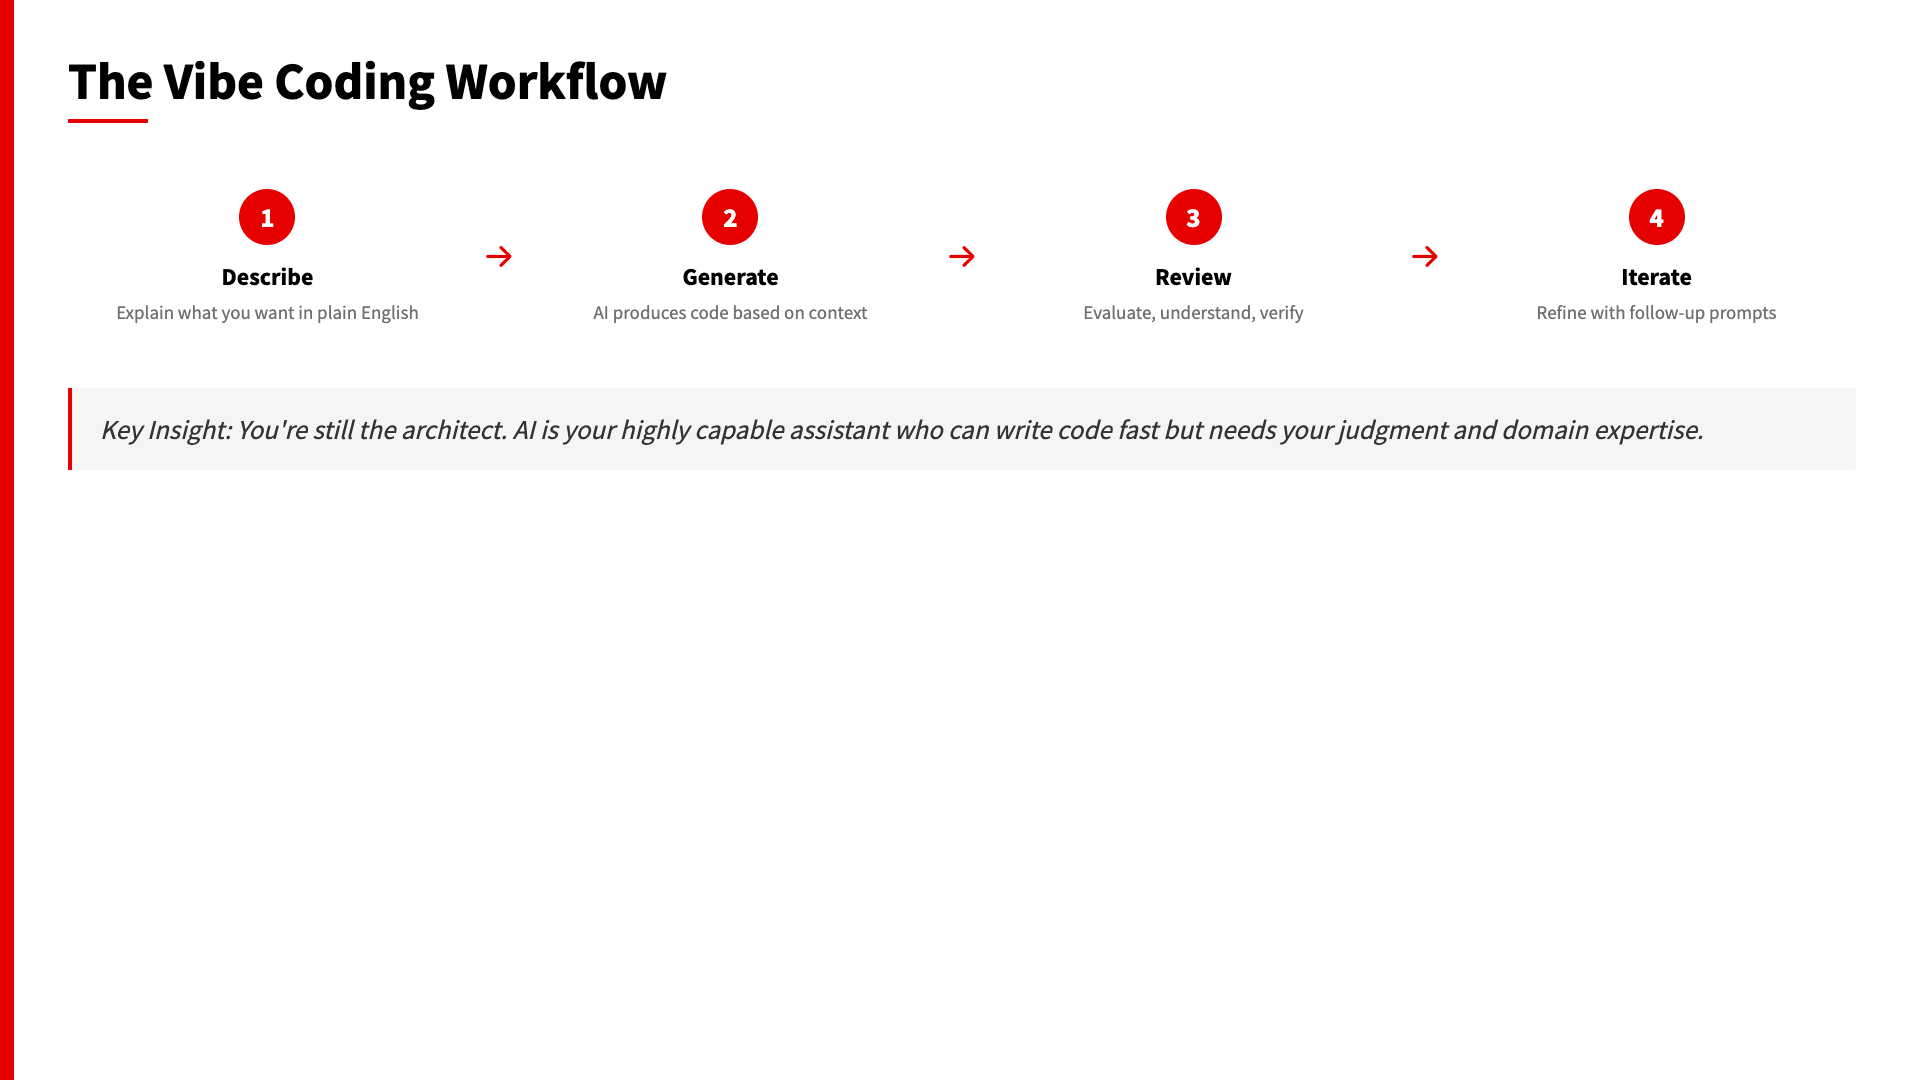 The Vibe Coding Workflow
1
Describe
Explain what you want in plain English
→
2
Generate
AI produces code based on context
→
3
Review
Evaluate, understand, verify
→
4
Iterate
Refine with follow-up prompts
Key Insight: You're still the architect. AI is your highly capable assistant who can write code fast but needs your judgment and domain expertise.